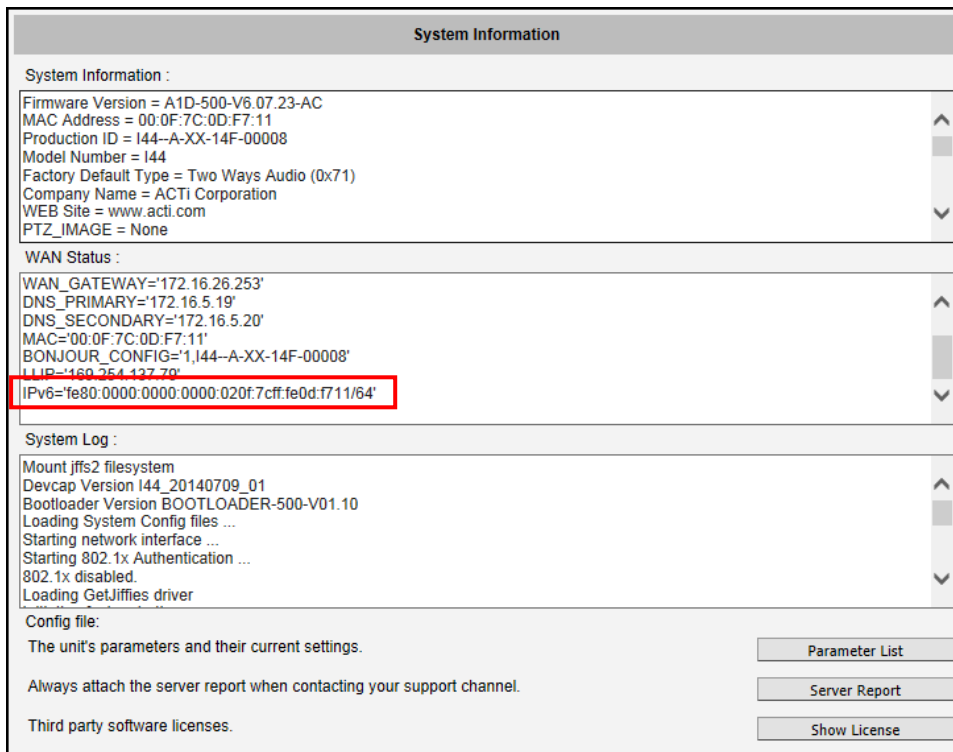 System Information
System Information :
Firmware Version = A1D-500-V6.07.23-AC
MAC Address = 00:0F:7C:0D:F7:11
Production ID = I44--A-XX-14F-00008
Model Number = I44
Factory Default Type = Two Ways Audio (0x71)
Company Name = ACTi Corporation
WEB Site = www.acti.com
PTZ_IMAGE = None
WAN Status :
WAN_GATEWAY='172.16.26.253'
DNS_PRIMARY='172.16.5.19'
DNS_SECONDARY='172.16.5.20'
MAC='00:0F:7C:0D:F7:11'
BONJOUR_CONFIG='1,I44--A-XX-14F-00008'
LLIP='169.254.137.79'
IPv6='fe80:0000:0000:0000:020f:7cff:fe0d:f711/64'
System Log :
Mount jffs2 filesystem
Devcap Version I44_20140709_01
Bootloader Version BOOTLOADER-500-V01.10
Loading System Config files ...
Starting network interface ...
Starting 802.1x Authentication ...
802.1x disabled.
Loading GetJiffies driver
Config file:
The unit's parameters and their current settings.
Parameter List
Always attach the server report when contacting your support channel.
Server Report
Third party software licenses.
Show License